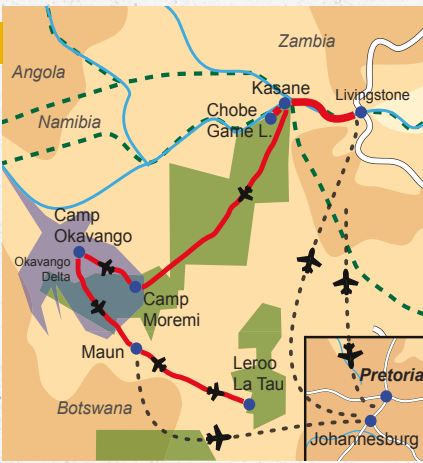 Zambia
Angola
Kasane
Livingstone
Chobe
Game L.
Namibia
Camp
Okavango
Okavango
Delta
Camp
Moremi
Maun
Leroo
La Tau
Pretoria
Botswana
Johannesburg